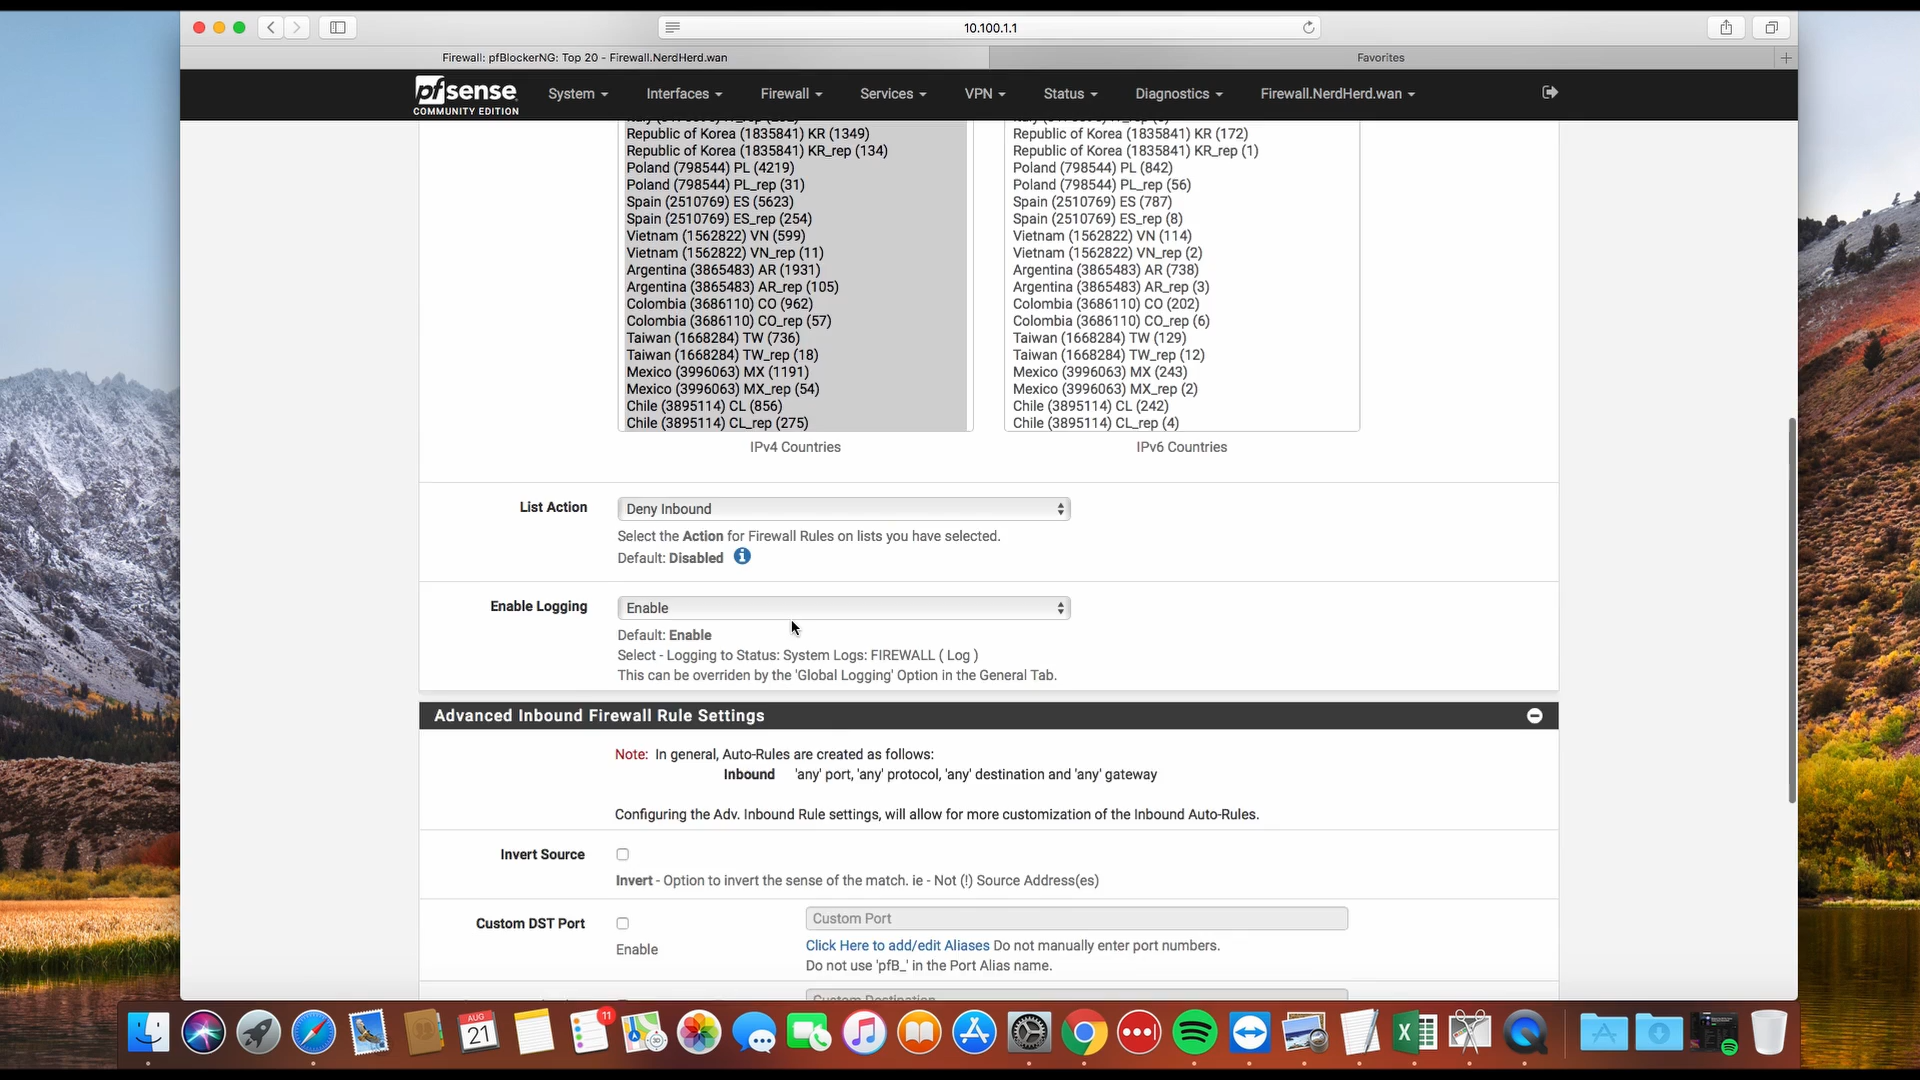 10.100.1.1
Firewall: pfBlockerNG: Top 20 - Firewall.NerdHerd.wan
Favorites
pfsense
COMMUNITY EDITION
System
Interfaces
Firewall
Services
VPN
Status
Diagnostics
Firewall.NerdHerd.wan
Republic of Korea (1835841) KR (1349)
Republic of Korea (1835841) KR_rep (134)
Poland (798544) PL (4219)
Poland (798544) PL_rep (31)
Spain (2510769) ES (5623)
Spain (2510769) ES_rep (254)
Vietnam (1562822) VN (599)
Vietnam (1562822) VN_rep (11)
Argentina (3865483) AR (1931)
Argentina (3865483) AR_rep (105)
Colombia (3686110) CO (962)
Colombia (3686110) CO_rep (57)
Taiwan (1668284) TW (736)
Taiwan (1668284) TW_rep (18)
Mexico (3996063) MX (1191)
Mexico (3996063) MX_rep (54)
Chile (3895114) CL (856)
Chile (3895114) CL_rep (275)
IPv4 Countries
Republic of Korea (1835841) KR (172)
Republic of Korea (1835841) KR_rep (1)
Poland (798544) PL (842)
Poland (798544) PL_rep (56)
Spain (2510769) ES (787)
Spain (2510769) ES_rep (8)
Vietnam (1562822) VN (114)
Vietnam (1562822) VN_rep (2)
Argentina (3865483) AR (738)
Argentina (3865483) AR_rep (3)
Colombia (3686110) CO (202)
Colombia (3686110) CO_rep (6)
Taiwan (1668284) TW (129)
Taiwan (1668284) TW_rep (12)
Mexico (3996063) MX (243)
Mexico (3996063) MX_rep (2)
Chile (3895114) CL (242)
Chile (3895114) CL_rep (4)
IPv6 Countries
List Action
Deny Inbound
Select the Action for Firewall Rules on lists you have selected.
Default: Disabled
Enable Logging
Enable
Default: Enable
Select - Logging to Status: System Logs: FIREWALL ( Log )
This can be overriden by the 'Global Logging' Option in the General Tab.
Advanced Inbound Firewall Rule Settings
Note: In general, Auto-Rules are created as follows:
Inbound 'any' port, 'any' protocol, 'any' destination and 'any' gateway
Configuring the Adv. Inbound Rule settings, will allow for more customization of the Inbound Auto-Rules.
Invert Source
Invert - Option to invert the sense of the match. ie - Not (!) Source Address(es)
Custom DST Port
Enable
Custom Port
Click Here to add/edit Aliases Do not manually enter port numbers.
Do not use 'pfB_' in the Port Alias name.
Custom Destination
AUG
21
11